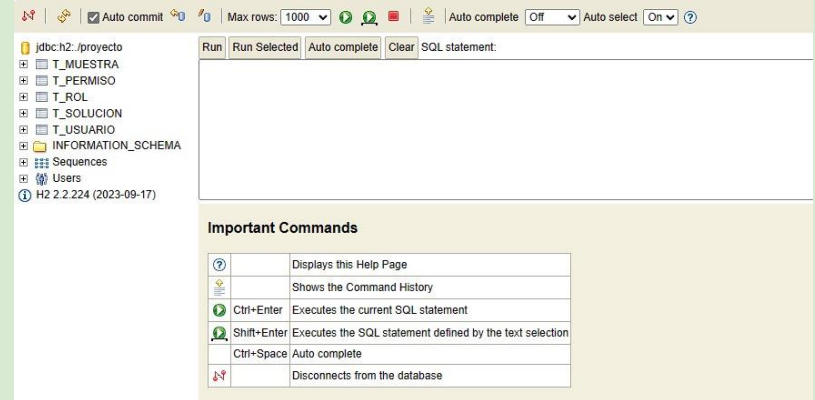 Auto commit Max rows: 1000 Auto complete Off Auto select On
jdbc:h2:./proyecto
T_MUESTRA
T_PERMISO
T_ROL
T_SOLUCION
T_USUARIO
INFORMATION_SCHEMA
Sequences
Users
H2 2.2.224 (2023-09-17)
Run Run Selected Auto complete Clear SQL statement:
Important Commands
Displays this Help Page
Shows the Command History
Ctrl+Enter Executes the current SQL statement
Shift+Enter Executes the SQL statement defined by the text selection
Ctrl+Space Auto complete
Disconnects from the database